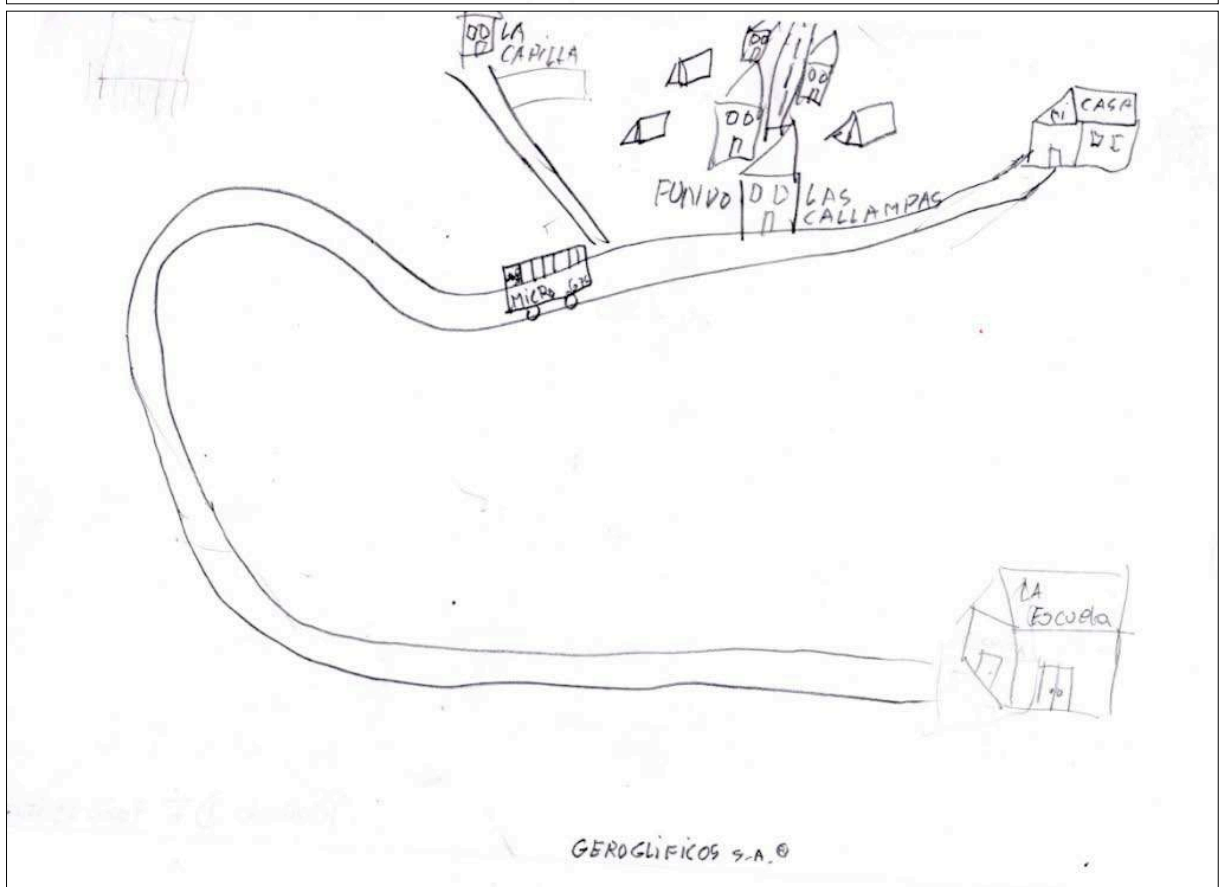 LA
CAPILLA
CASA
FUNDO LAS
CALLAMPAS
MICRO
LA
Escuela
GEROGLIFICOS S.A.®